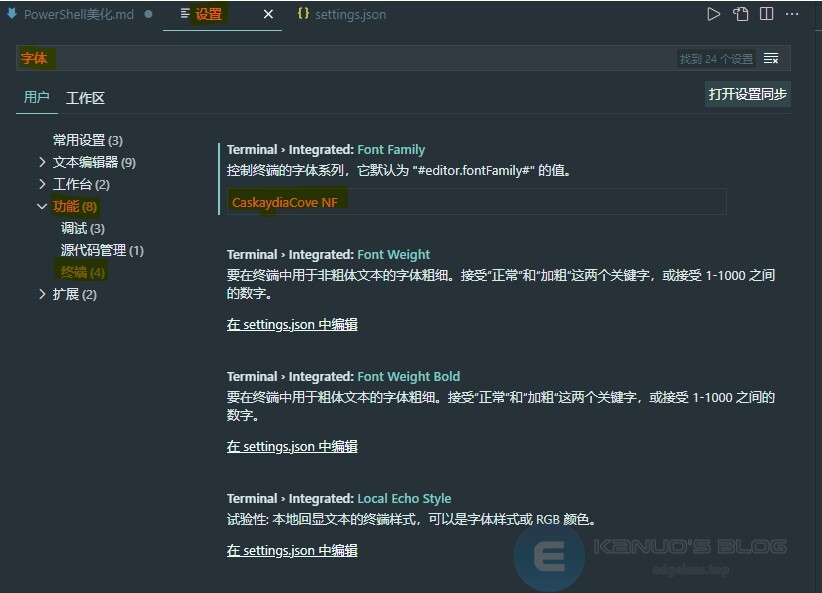 PowerShell美化.md
设置
settings.json
字体
找到 24 个设置
用户
工作区
打开设置同步
常用设置 (3)
文本编辑器 (9)
工作台 (2)
功能 (8)
调试 (3)
源代码管理 (1)
终端 (4)
扩展 (2)
Terminal › Integrated: Font Family
控制终端的字体系列，它默认为 "#editor.fontFamily#" 的值。
CaskaydiaCove NF
Terminal › Integrated: Font Weight
要在终端中用于非粗体文本的字体粗细。接受“正常”和“加粗”这两个关键字，或接受 1-1000 之间
的数字。
在 settings.json 中编辑
Terminal › Integrated: Font Weight Bold
要在终端中用于粗体文本的字体粗细。接受“正常”和“加粗”这两个关键字，或接受 1-1000 之间的
数字。
在 settings.json 中编辑
Terminal › Integrated: Local Echo Style
试验性: 本地回显文本的终端样式，可以是字体样式或 RGB 颜色。
在 settings.json 中编辑
KANUO'S BLOG
edgeless.top